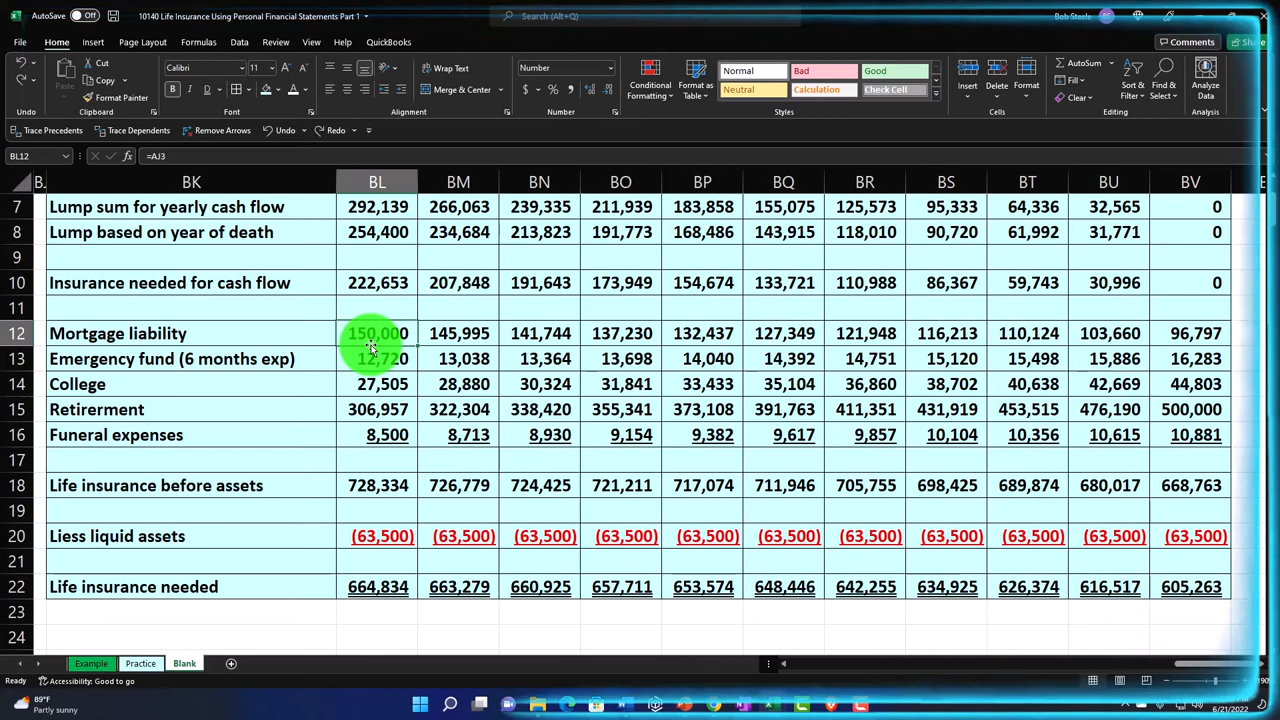 AutoSave Off 10140 Life Insurance Using Personal Financial Statements Part 1 Search (Alt+Q) Bob Steele BS
File Home Insert Page Layout Formulas Data Review View Help QuickBooks Comments Share
Cut Calibri 11 Wrap Text Number Normal Bad Good AutoSum
Paste Copy Conditional Formatting Format as Table Insert Delete Format Fill Sort & Filter Find & Select Analyze Data
Format Painter Merge & Center Neutral Calculation Check Cell Clear
Undo Clipboard Font Alignment Number Styles Cells Editing Analysis
Trace Precedents Trace Dependents Remove Arrows Undo Redo
BL12 =AJ3
BK BL BM BN BO BP BQ BR BS BT BU BV
7 Lump sum for yearly cash flow 292,139 266,063 239,335 211,939 183,858 155,075 125,573 95,333 64,336 32,565 0
8 Lump based on year of death 254,400 234,684 213,823 191,773 168,486 143,915 118,010 90,720 61,992 31,771 0
9
10 Insurance needed for cash flow 222,653 207,848 191,643 173,949 154,674 133,721 110,988 86,367 59,743 30,996 0
11
12 Mortgage liability 150,000 145,995 141,744 137,230 132,437 127,349 121,948 116,213 110,124 103,660 96,797
13 Emergency fund (6 months exp) 12,720 13,038 13,364 13,698 14,040 14,392 14,751 15,120 15,498 15,886 16,283
14 College 27,505 28,880 30,324 31,841 33,433 35,104 36,860 38,702 40,638 42,669 44,803
15 Retirerment 306,957 322,304 338,420 355,341 373,108 391,763 411,351 431,919 453,515 476,190 500,000
16 Funeral expenses 8,500 8,713 8,930 9,154 9,382 9,617 9,857 10,104 10,356 10,615 10,881
17
18 Life insurance before assets 728,334 726,779 724,425 721,211 717,074 711,946 705,755 698,425 689,874 680,017 668,763
19
20 Liess liquid assets (63,500) (63,500) (63,500) (63,500) (63,500) (63,500) (63,500) (63,500) (63,500) (63,500) (63,500)
21
22 Life insurance needed 664,834 663,279 660,925 657,711 653,574 648,446 642,255 634,925 626,374 616,517 605,263
23
24
Example Practice Blank
Ready Accessibility: Good to go
89°F
Partly sunny
6/21/2022